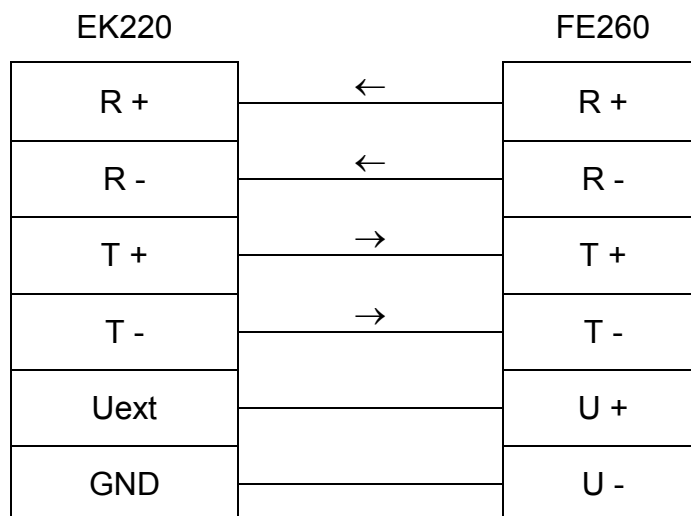 EK220 FE260
R + ← R +
R - ← R -
T + → T +
T - → T -
Uext U +
GND U -